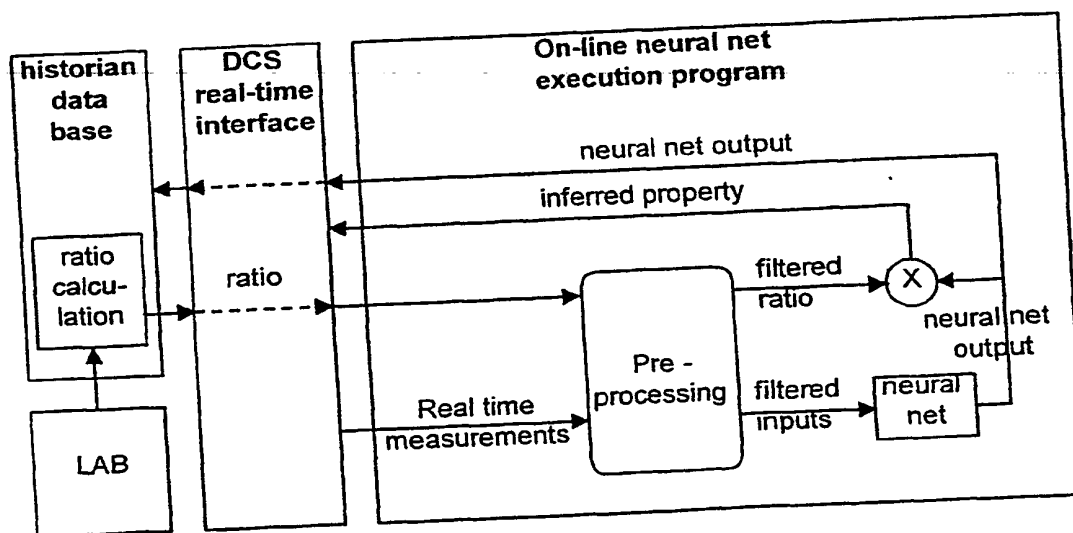 historian
data
base
DCS
real-time
interface
On-line neural net
execution program
neural net output
inferred property
ratio
calcu-
lation
ratio
filtered
ratio
X
neural net
output
Pre -
processing
Real time
measurements
filtered
inputs
neural
net
LAB